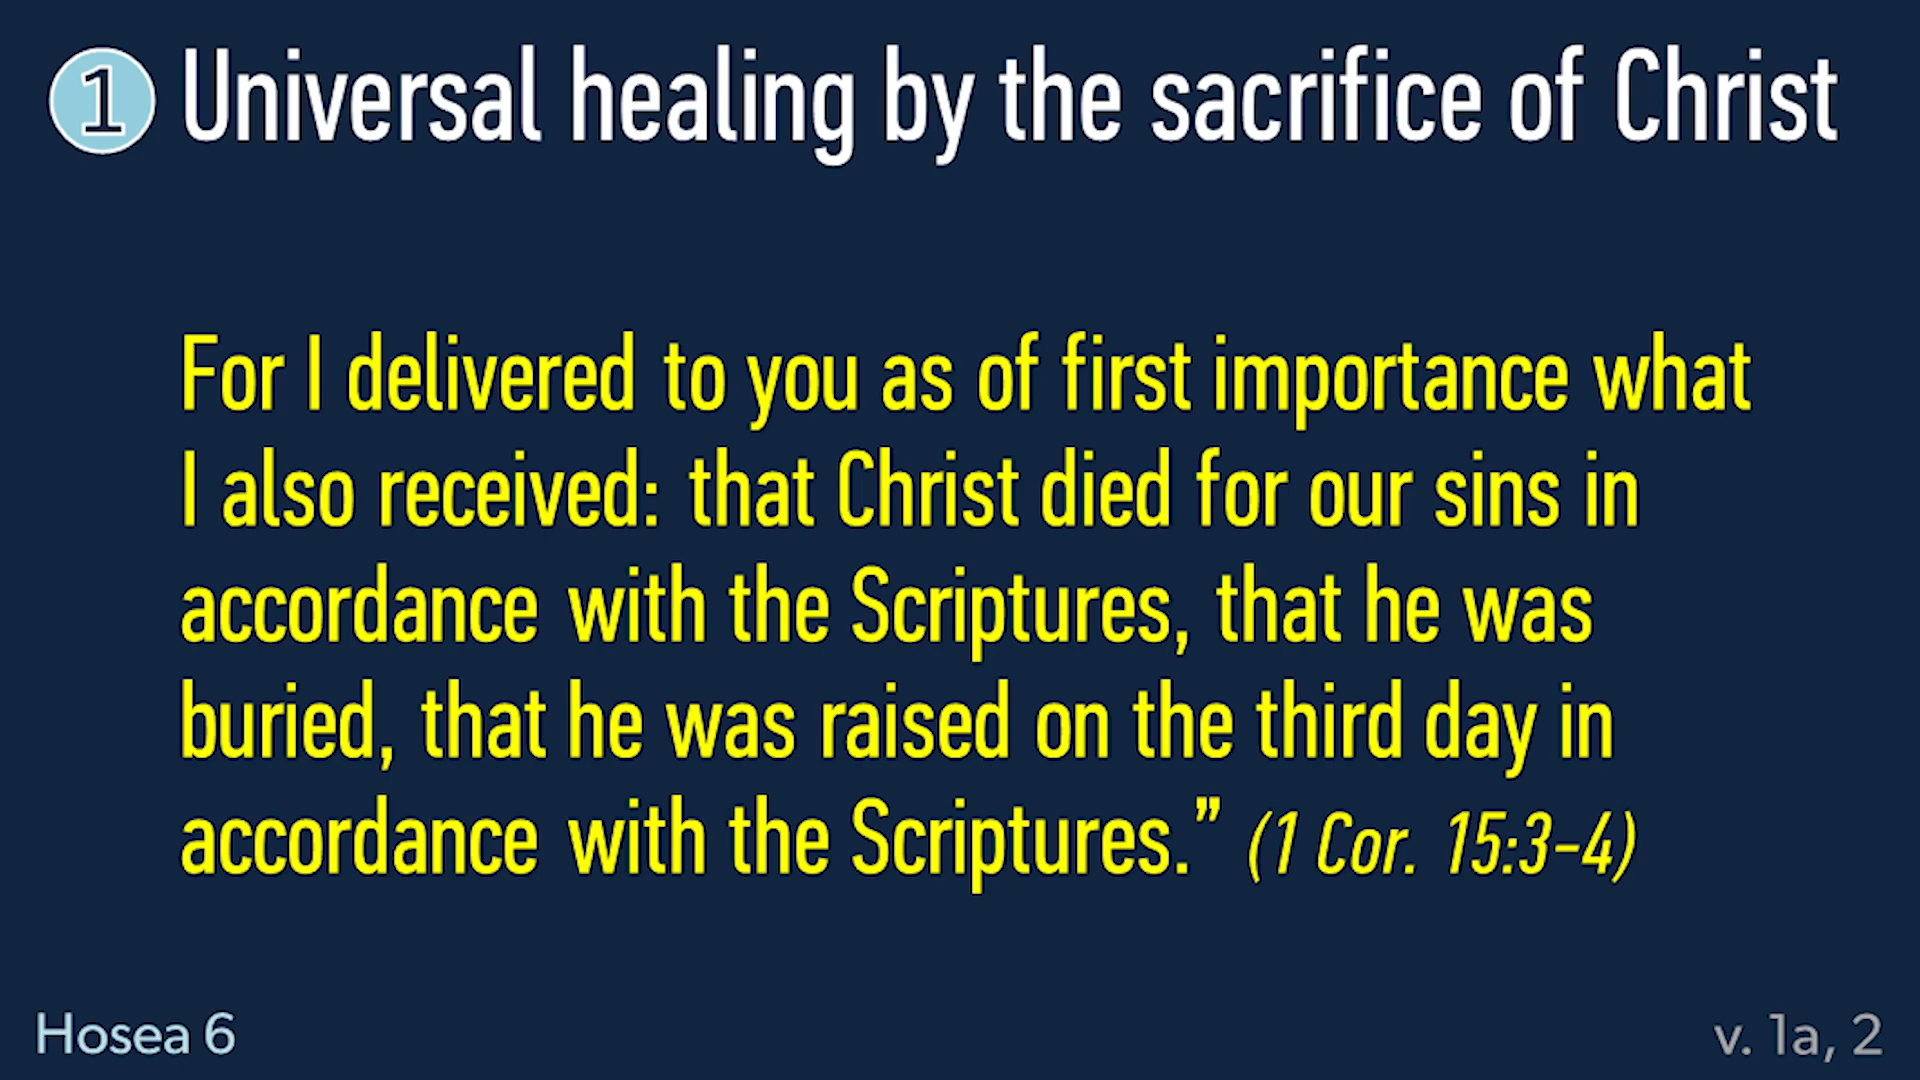 1 Universal healing by the sacrifice of Christ
For I delivered to you as of first importance what
I also received: that Christ died for our sins in
accordance with the Scriptures, that he was
buried, that he was raised on the third day in
accordance with the Scriptures.” (1 Cor. 15:3–4)
Hosea 6
v. 1a, 2